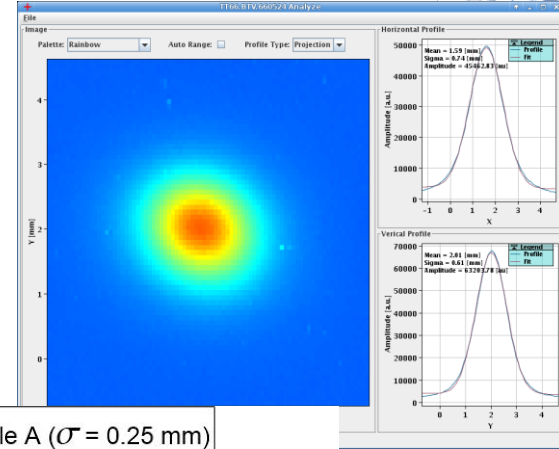 TT66.BTV.660524 Analyze
File
Image
Palette: Rainbow Auto Range: Profile Type: Projection
4
3
2
1
0
Y [mm]
Horizontal Profile
Legend
Profile
Fit
Mean = 1.59 [mm]
Sigma = 0.74 [mm]
Amplitude = 45462.83 [au]
50000
40000
30000
20000
10000
0
Amplitude [a.u.]
-1 0 1 2 3 4
X
Verical Profile
Legend
Profile
Fit
Mean = 2.01 [mm]
Sigma = 0.61 [mm]
Amplitude = 63203.78 [au]
70000
60000
50000
40000
30000
20000
10000
0
Amplitude [a.u.]
0 1 2 3 4
Y
le A (σ = 0.25 mm)